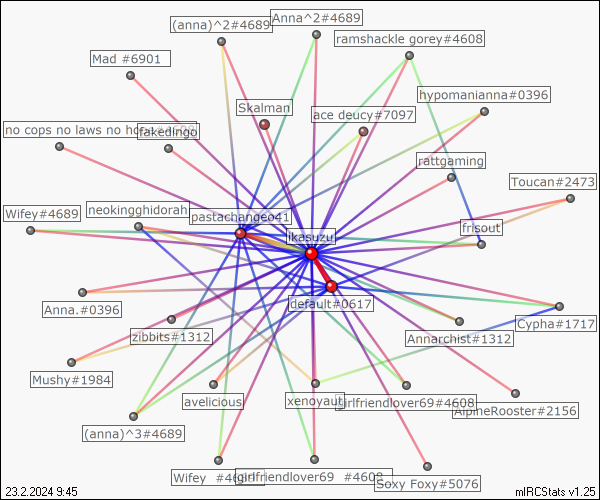 (anna)^2#4689
Anna^2#4689
ramshackle gorey#4608
Mad #6901
hypomanianna#0396
Skalman
ace deucy#7097
no cops no laws no
fakedingo
rattgaming
Toucan#2473
Wifey#4689
neokingghidorah
pastachange041
frisout
ikasuzu
Anna.#0396
default#0617
zibbits#1312
Annarchist#1312
Cypha#1717
Mushy#1984
avelicious
xenoyaut
girlfriendlover69#4608
AlpineRooster#2156
(anna)^3#4689
Wifey
girlfriendlover69 #4608
Soxy Foxy#5076
23.2.2024 9:45
mIRCStats v1.25